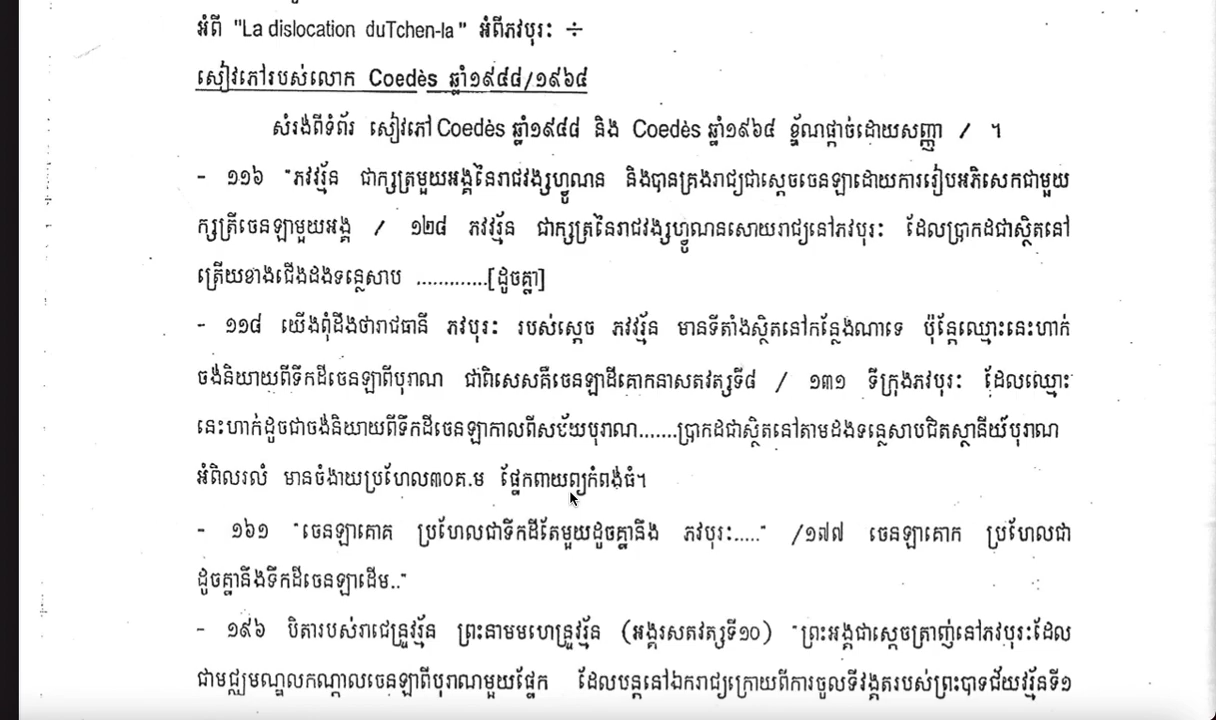 អំពី "La dislocation duTchen-la" អំពីភវបុរៈ ÷
សៀវភៅរបស់លោក Coedès ឆ្នាំ១៩៤៨/១៩៦៤
សំរង់ពីទំព័រ សៀវភៅ Coedès ឆ្នាំ១៩៤៨ និង Coedès ឆ្នាំ១៩៦៤ ខ្ទ័ណផ្តាច់ដោយសញ្ញា / ។
- ១១៦ "ភវវរ្ម័ន ជាក្សត្រមួយអង្គនៃរាជវង្សហ្វូណន និងបានគ្រងរាជ្យជាស្តេចចេនឡាដោយការរៀបអភិសេកជាមួយ
ក្សត្រីចេនឡាមួយអង្គ / ១២៨ ភវវរ្ម័ន ជាក្សត្រនៃរាជវង្សហ្វូណនសោយរាជ្យនៅភវបុរៈ ដែលប្រាកដជាស្ថិតនៅ
ត្រើយខាងជើងដងទន្លេសាប .............[ដូចគ្នា]
- ១១៨ យើងពុំដឹងថារាជធានី ភវបុរៈ របស់ស្តេច ភវវរ្ម័ន មានទីតាំងស្ថិតនៅកន្លែងណាទេ ប៉ុន្តែឈ្មោះនេះហាក់
ចង់និយាយពីទឹកដីចេនឡាពីបុរាណ ជាពិសេសគឺចេនឡាដីគោកនាសតវត្សទី៨ / ១៣១ ទីក្រុងភវបុរៈ ដែលឈ្មោះ
នេះហាក់ដូចជាចង់និយាយពីទឹកដីចេនឡាកាលពីសម័យបុរាណ.......ប្រាកដជាស្ថិតនៅតាមដងទន្លេសាបជិតស្ថានីយ៍បុរាណ
អំពិលរលំ មានចំងាយប្រហែល៣០គ.ម ផ្នែកពាយព្យកំពង់ធំ។
- ១៦១ "ចេនឡាគោគ ប្រហែលជាទឹកដីតែមួយដូចគ្នានឹង ភវបុរៈ....." /១៧៧ ចេនឡាគោក ប្រហែលជា
ដូចគ្នានឹងទឹកដីចេនឡាដើម.."
- ១៩៦ បិតារបស់រាជេន្រ្ទវរ្ម័ន ព្រះនាមមហេន្រ្ទវរ្ម័ន (អង្គរសតវត្សទី១០) "ព្រះអង្គជាស្តេចត្រាញ់នៅភវបុរៈដែល
ជាមជ្ឈមណ្ឌលកណ្តាលចេនឡាពីបុរាណមួយផ្នែក ដែលបន្តនៅឯករាជ្យក្រោយពីការចូលទីវង្គតរបស់ព្រះបាទជ័យវរ្ម័នទី១